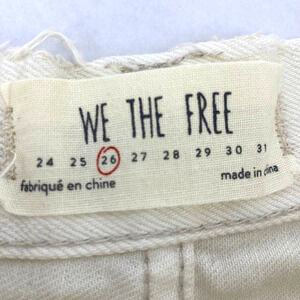 WE THE FREE
24 25 26 27 28 29 30 31
fabriqué en chine made in china